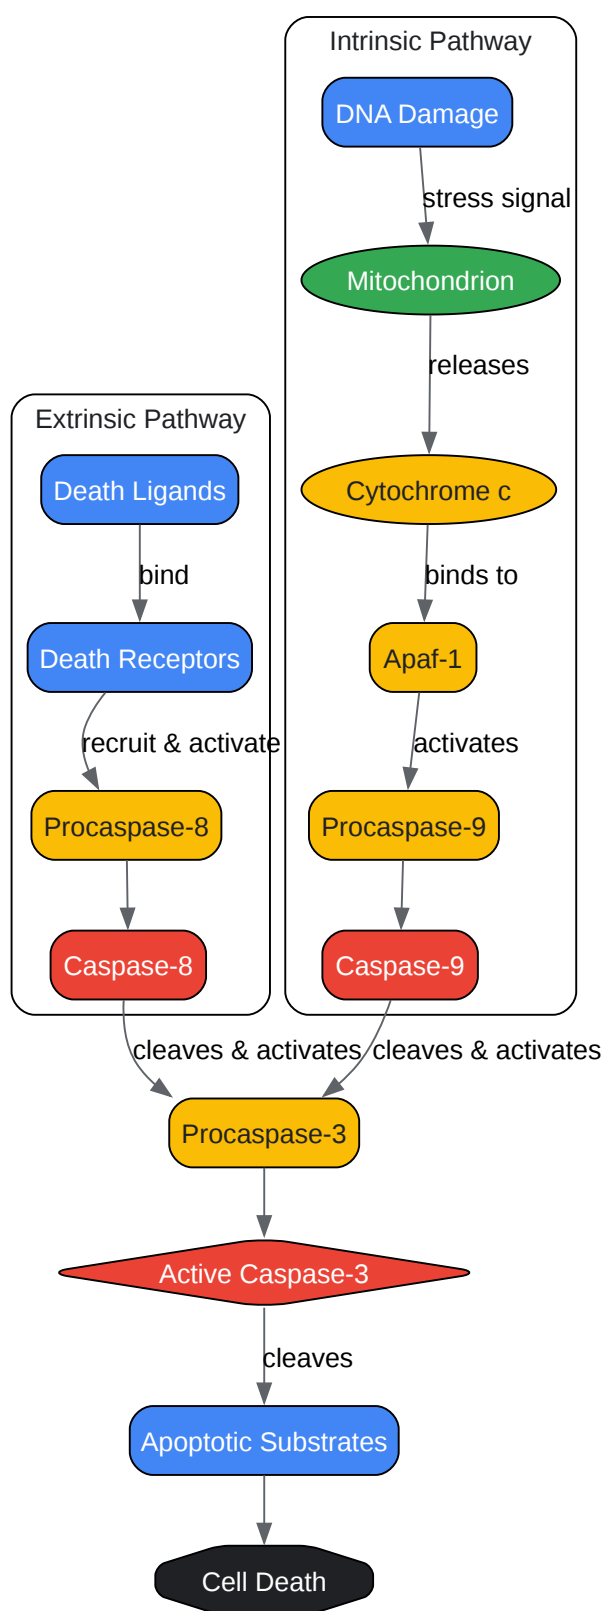 Intrinsic Pathway
DNA Damage
stress signal
Mitochondrion
releases
Cytochrome c
binds to
Apaf-1
activates
Procaspase-9
Caspase-9
cleaves & activates
Extrinsic Pathway
Death Ligands
bind
Death Receptors
recruit & activate
Procaspase-8
Caspase-8
cleaves & activates
Procaspase-3
Active Caspase-3
cleaves
Apoptotic Substrates
Cell Death